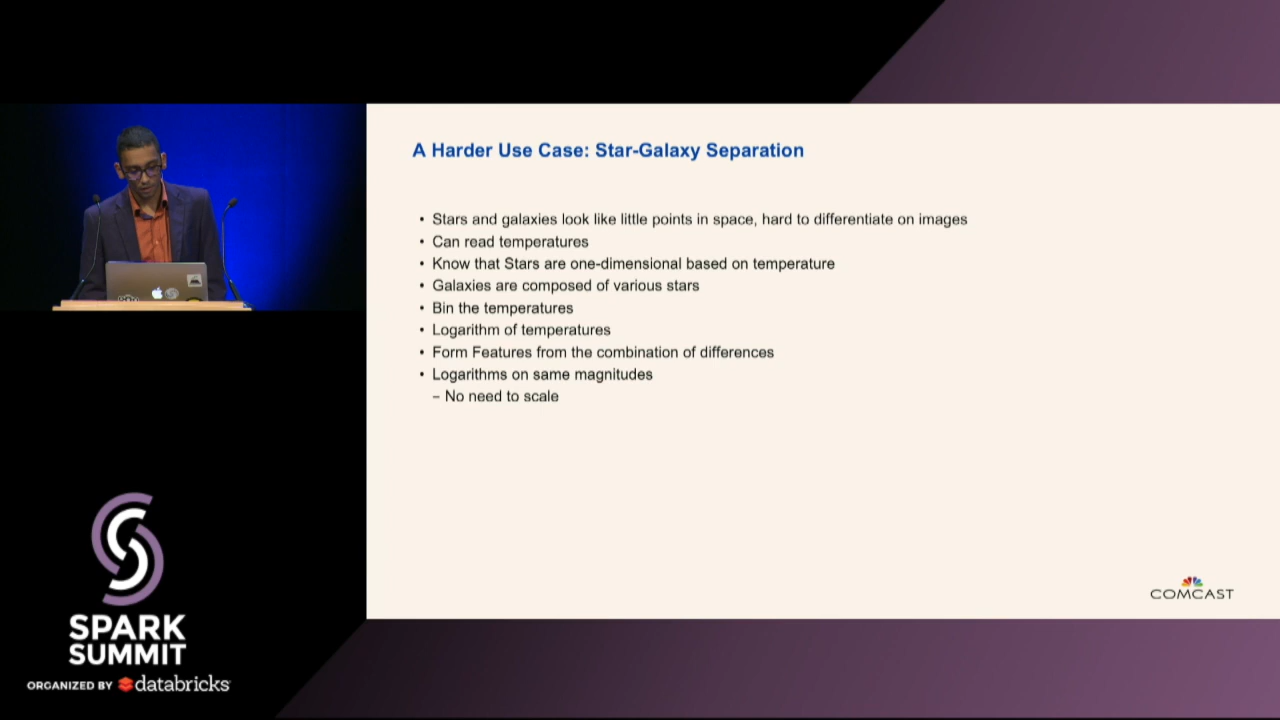 A Harder Use Case: Star-Galaxy Separation
• Stars and galaxies look like little points in space, hard to differentiate on images
• Can read temperatures
• Know that Stars are one-dimensional based on temperature
• Galaxies are composed of various stars
• Bin the temperatures
• Logarithm of temperatures
• Form Features from the combination of differences
• Logarithms on same magnitudes
– No need to scale
COMCAST
SPARK
SUMMIT
ORGANIZED BY databricks